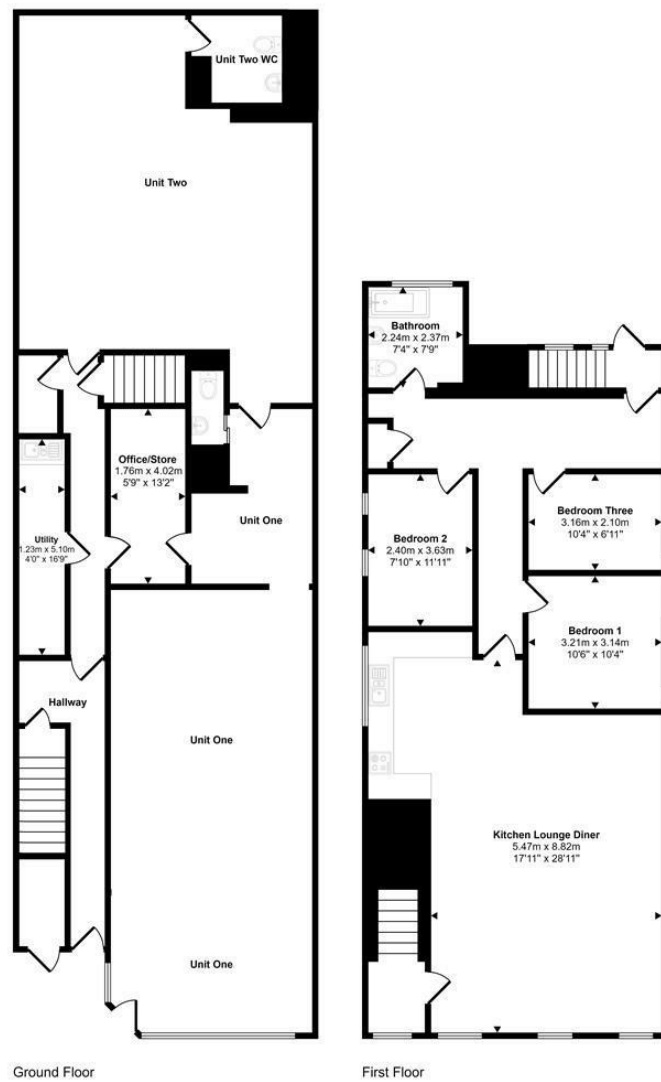 Unit Two WC
Unit Two
Office/Store
1.76m x 4.02m
5'9" x 13'2"
Unit One
Utility
1.23m x 5.10m
4'0" x 16'9"
Hallway
Unit One
Unit One
Ground Floor
Bathroom
2.24m x 2.37m
7'4" x 7'9"
Bedroom Three
3.16m x 2.10m
10'4" x 6'11"
Bedroom 2
2.40m x 3.63m
7'10" x 11'11"
Bedroom 1
3.21m x 3.14m
10'6" x 10'4"
Kitchen Lounge Diner
5.47m x 8.82m
17'11" x 28'11"
First Floor